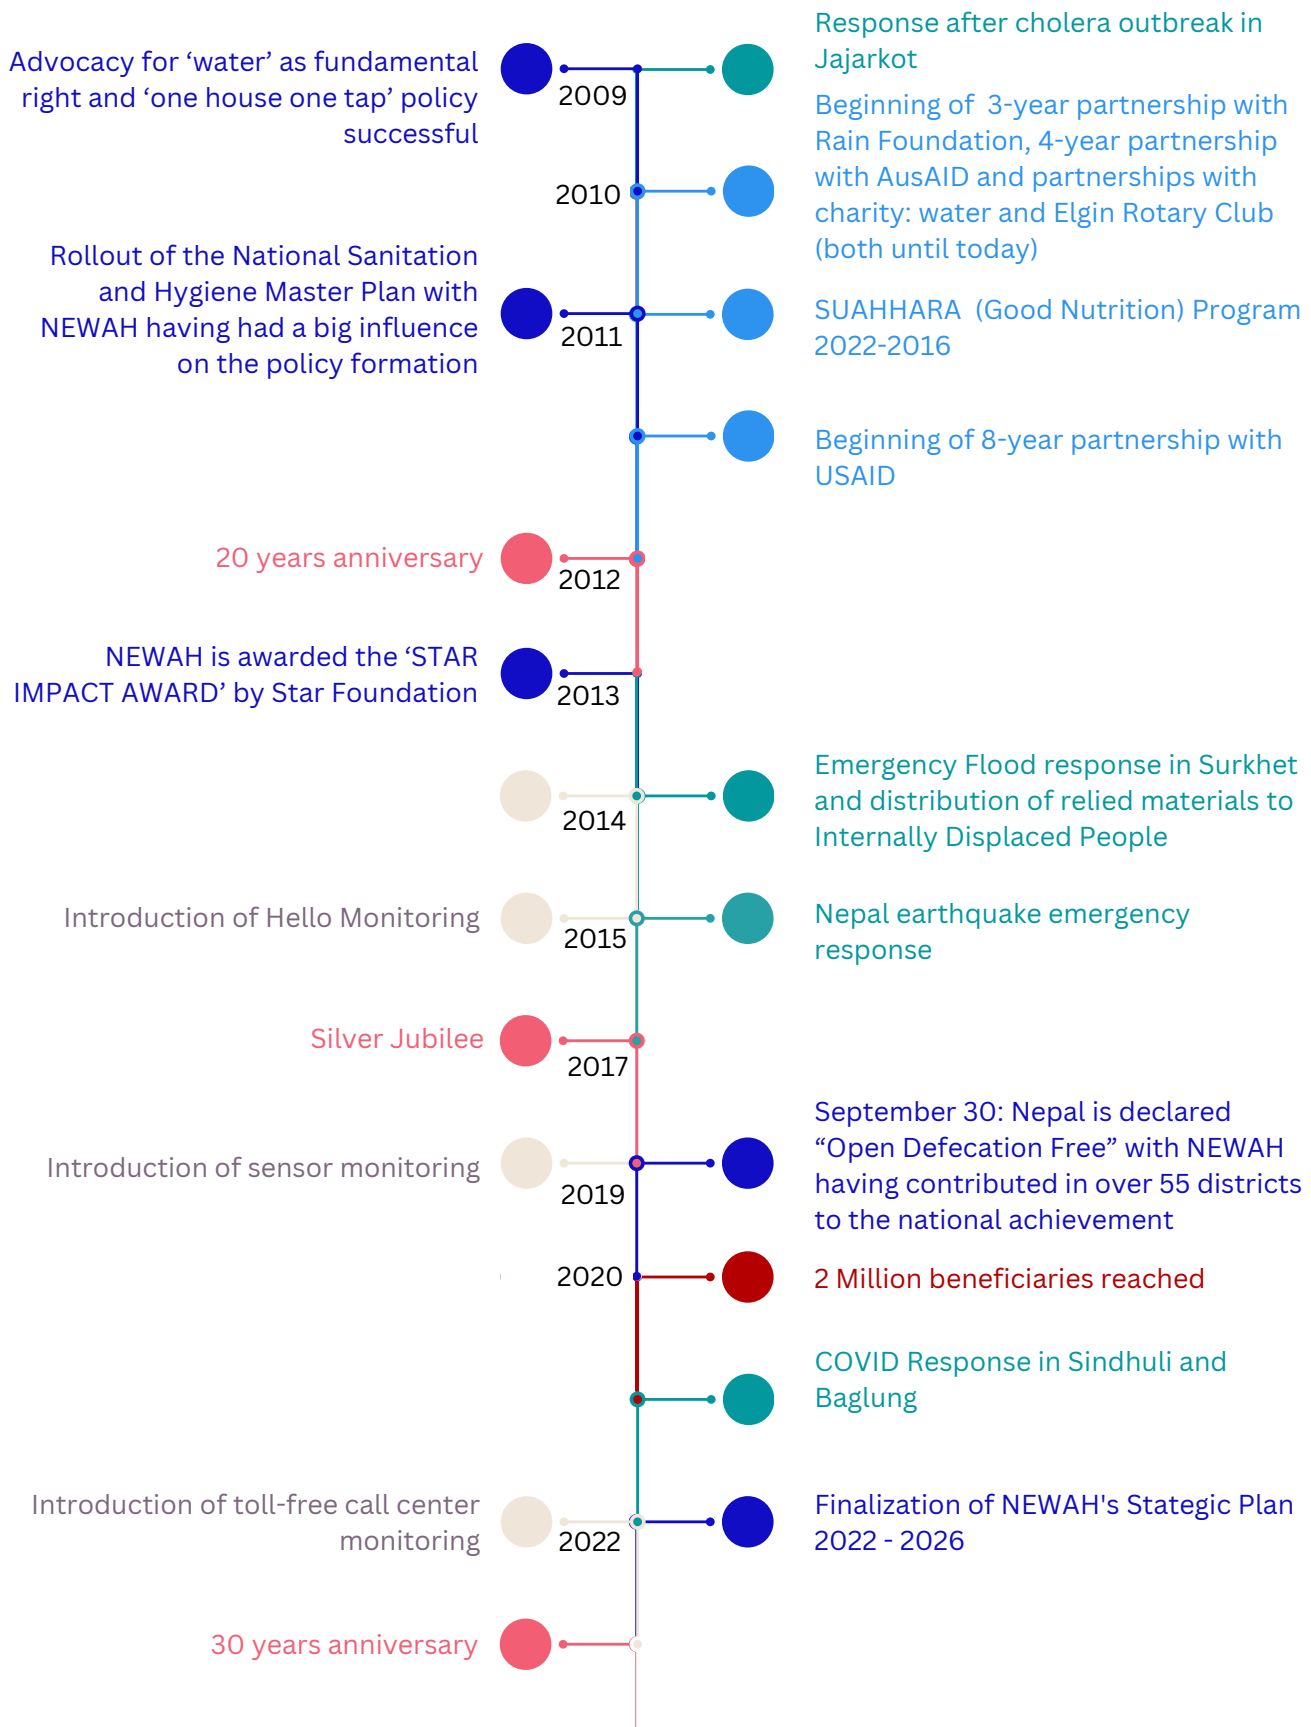 Advocacy for ‘water’ as fundamental
right and ‘one house one tap’ policy
successful
2009
Response after cholera outbreak in
Jajarkot
2010
Beginning of  3-year partnership with
Rain Foundation, 4-year partnership
with AusAID and partnerships with
charity: water and Elgin Rotary Club
(both until today)
Rollout of the National Sanitation
and Hygiene Master Plan with
NEWAH having had a big influence
on the policy formation
2011
SUAHHARA  (Good Nutrition) Program
2022-2016
Beginning of 8-year partnership with
USAID
20 years anniversary
2012
NEWAH is awarded the ‘STAR
IMPACT AWARD’ by Star Foundation
2013
2014
Emergency Flood response in Surkhet
and distribution of relied materials to
Internally Displaced People
Introduction of Hello Monitoring
2015
Nepal earthquake emergency
response
Silver Jubilee
2017
Introduction of sensor monitoring
2019
September 30: Nepal is declared
“Open Defecation Free” with NEWAH
having contributed in over 55 districts
to the national achievement
2020
2 Million beneficiaries reached
COVID Response in Sindhuli and
Baglung
Introduction of toll-free call center
monitoring
2022
Finalization of NEWAH's Stategic Plan
2022 - 2026
30 years anniversary